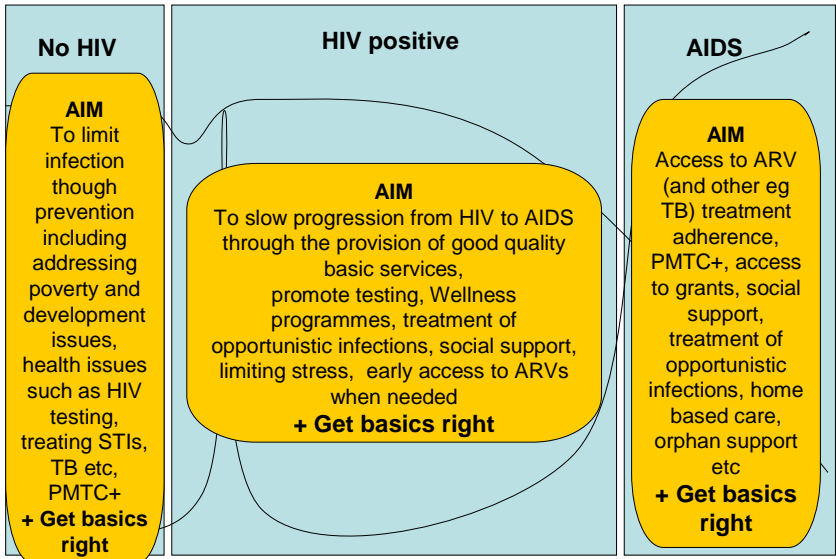 No HIV
AIM
To limit
infection
though
prevention
including
addressing
poverty and
development
issues,
health issues
such as HIV
testing,
treating STIs,
TB etc,
PMTC+
+ Get basics
right
HIV positive
AIM
To slow progression from HIV to AIDS
through the provision of good quality
basic services,
promote testing, Wellness
programmes, treatment of
opportunistic infections, social support,
limiting stress, early access to ARVs
when needed
+ Get basics right
AIDS
AIM
Access to ARV
(and other eg
TB) treatment
adherence,
PMTC+, access
to grants, social
support,
treatment of
opportunistic
infections, home
based care,
orphan support
etc
+ Get basics
right